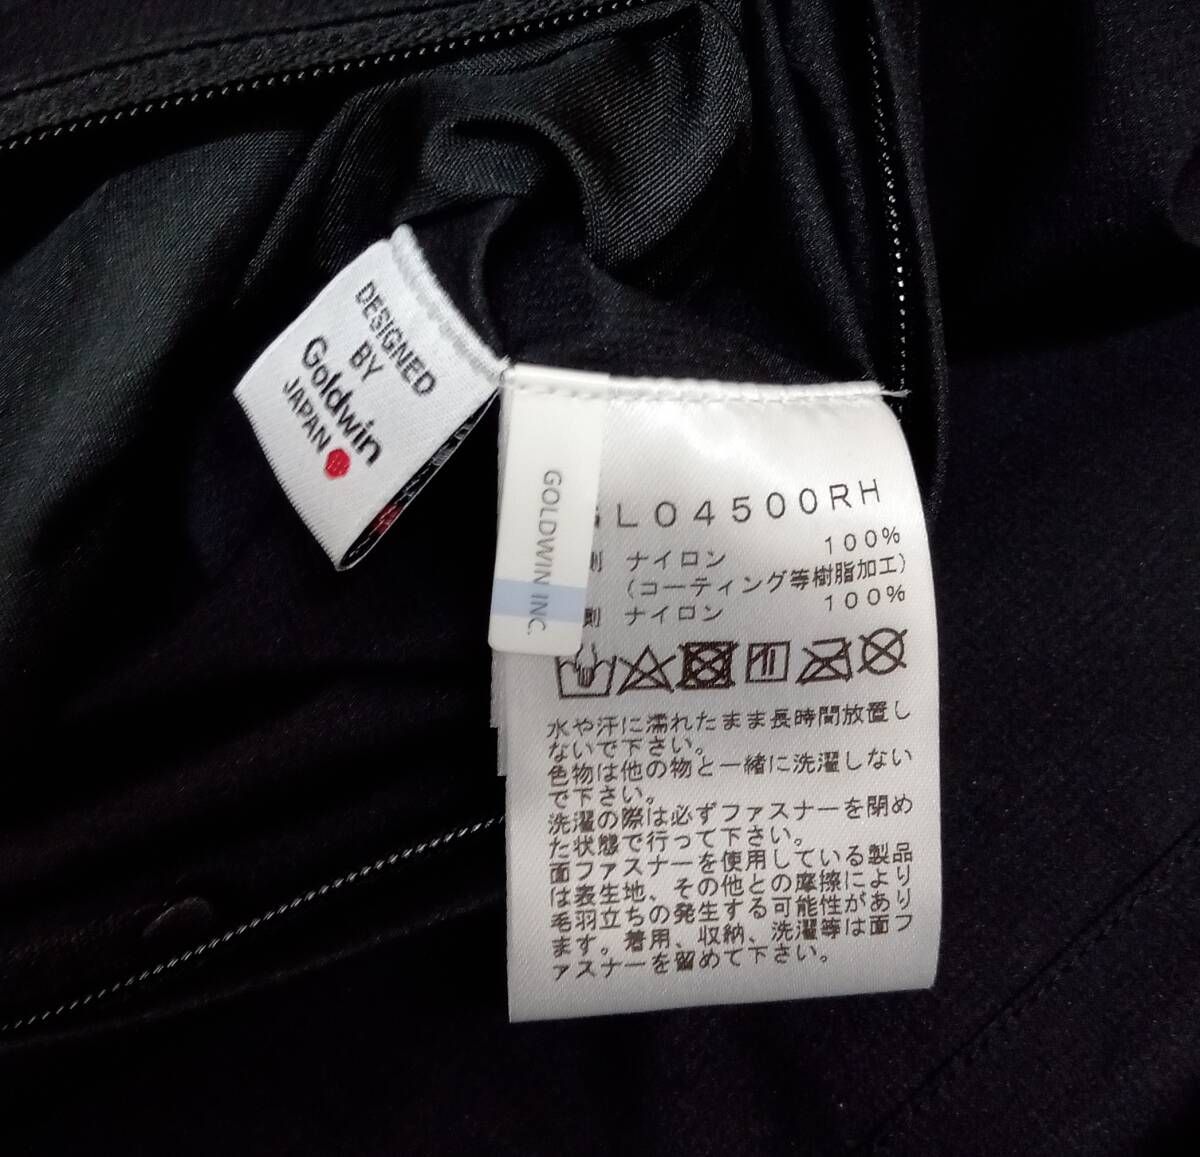 DESIGNED
BY
Goldwin
JAPAN
GOLDWIN INC.
L04500RH
ナイロン 100%
(コーティング等樹脂加工)
ナイロン 100%
水や汗に濡れたまま長時間放置し
ないで下さい。
色物は他の物と一緒に洗濯しない
で下さい。
洗濯の際は必ずファスナーを閉め
た状態で行って下さい。
面ファスナーを使用している製品
は表生地、その他との摩擦により
毛羽立ちの発生する可能性があり
ます。着用、収納、洗濯等は面フ
ァスナーを留めて下さい。